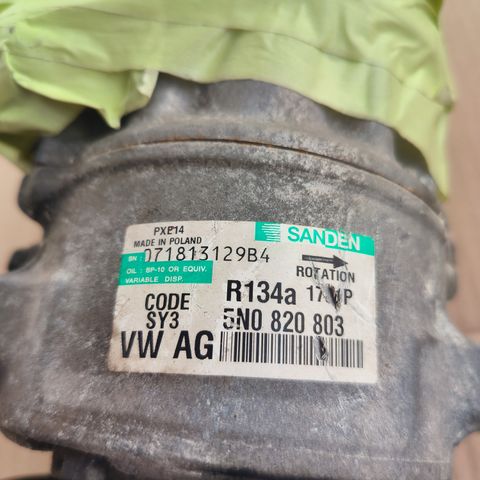 PXE14
MADE IN POLAND
SANDEN
SN: 071813129B4
OIL : SP-10 OR EQUIV.
VARIABLE DISP.
ROTATION
CODE
SY3
R134a
5N0 820 803
VW AG